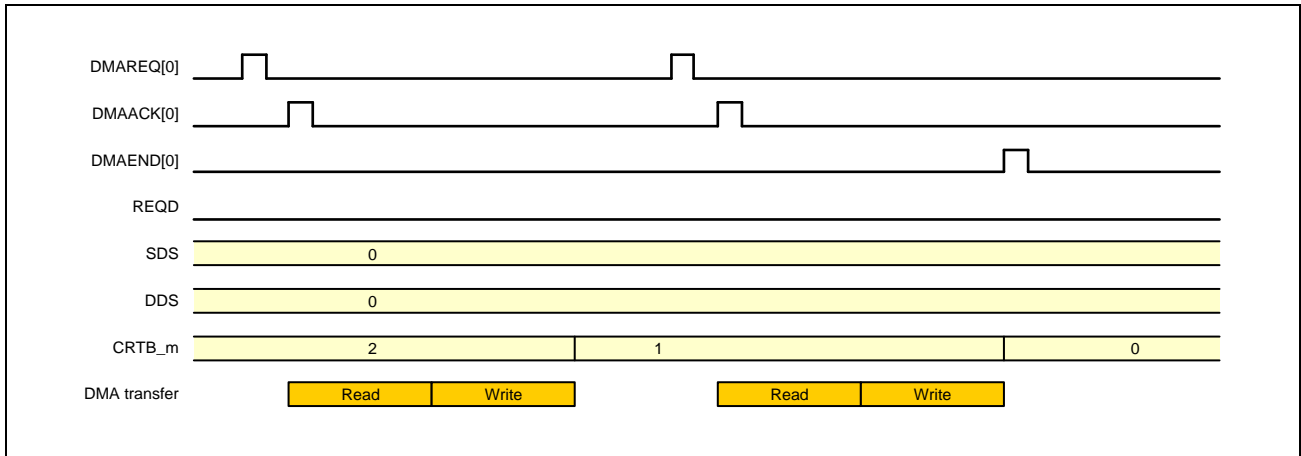 DMAREQ[0]
DMAACK[0]
DMAEND[0]
REQD
SDS 0
DDS 0
CRTB_m 2 1 0
DMA transfer Read Write Read Write